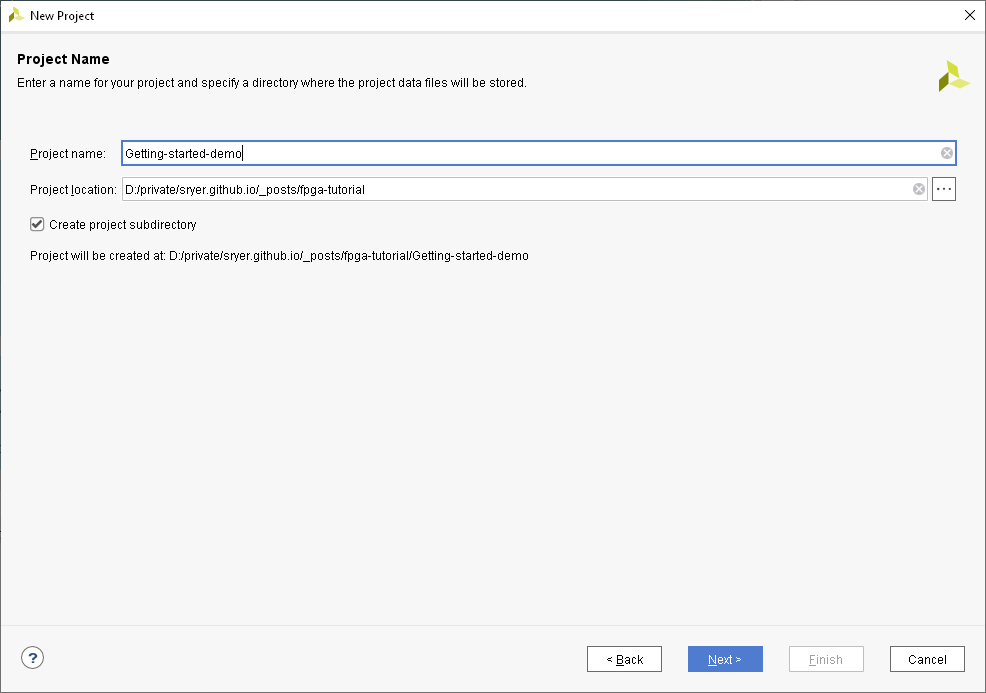 New Project
Project Name
Enter a name for your project and specify a directory where the project data files will be stored.
Project name: Getting-started-demo
Project location: D:/private/sryer.github.io/_posts/fpga-tutorial ...
Create project subdirectory
Project will be created at: D:/private/sryer.github.io/_posts/fpga-tutorial/Getting-started-demo
? < Back Next > Finish Cancel